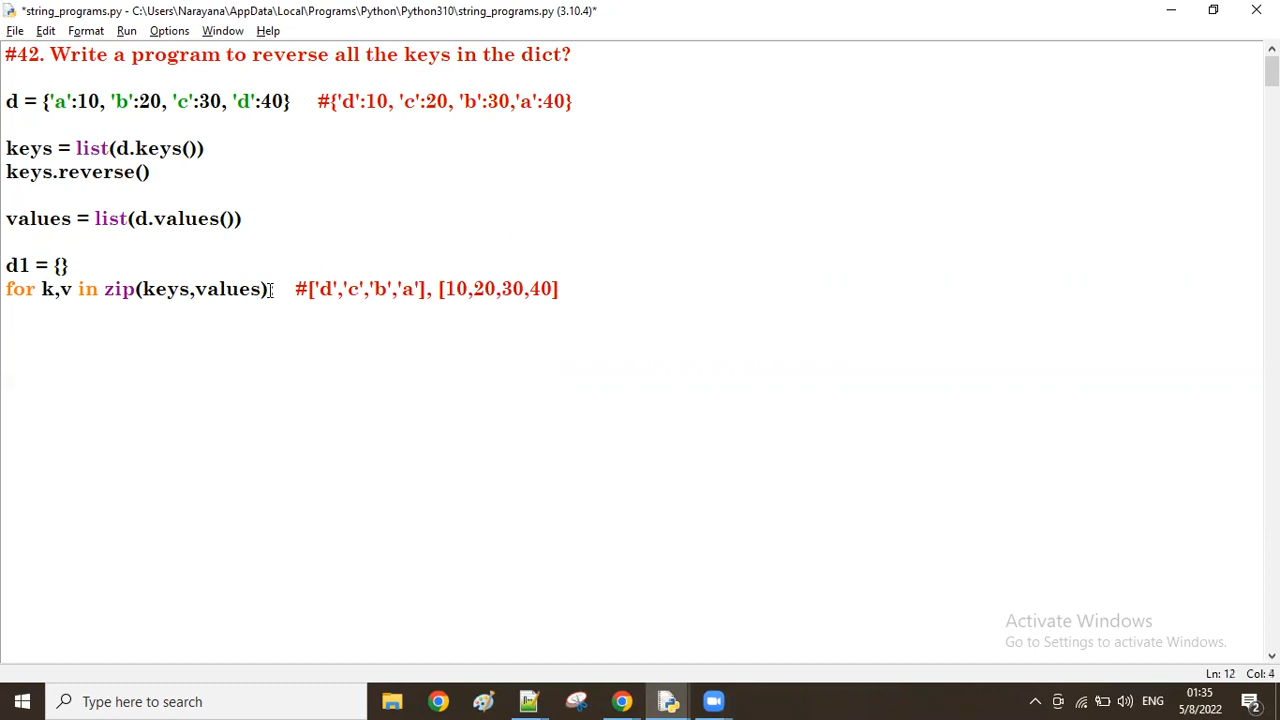 *string_programs.py - C:\Users\Narayana\AppData\Local\Programs\Python\Python310\string_programs.py (3.10.4)*
File Edit Format Run Options Window Help
#42. Write a program to reverse all the keys in the dict?
d = {'a':10, 'b':20, 'c':30, 'd':40} #{'d':10, 'c':20, 'b':30,'a':40}
keys = list(d.keys())
keys.reverse()
values = list(d.values())
d1 = {}
for k,v in zip(keys,values) #['d','c','b','a'], [10,20,30,40]
Activate Windows
Go to Settings to activate Windows.
Ln: 12 Col: 4
Type here to search
ENG
01:35
5/8/2022
2